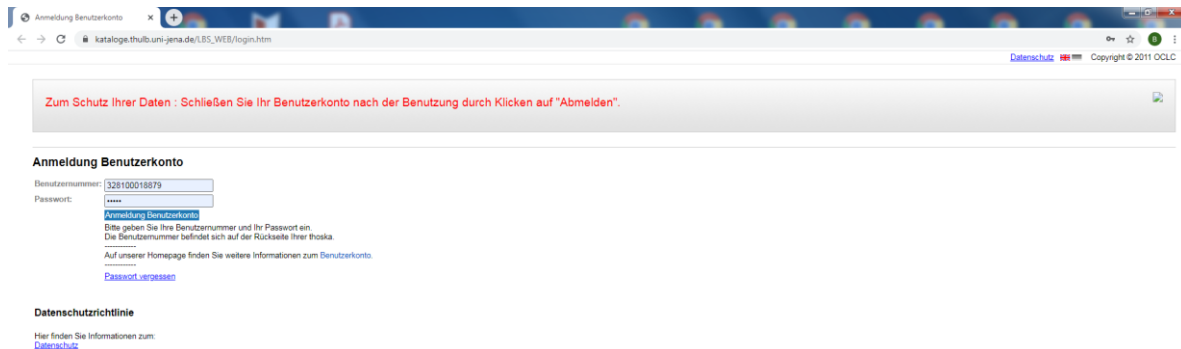 Anmeldung Benutzerkonto
kataloge.thulb.uni-jena.de/LBS_WEB/login.htm
B
Datenschutz Copyright © 2011 OCLC
Zum Schutz Ihrer Daten : Schließen Sie Ihr Benutzerkonto nach der Benutzung durch Klicken auf "Abmelden".
Anmeldung Benutzerkonto
Benutzernummer: 328100018879
Passwort: •••••
Anmeldung Benutzerkonto
Bitte geben Sie Ihre Benutzernummer und Ihr Passwort ein.
Die Benutzernummer befindet sich auf der Rückseite Ihrer thoska.
------------
Auf unserer Homepage finden Sie weitere Informationen zum Benutzerkonto.
------------
Passwort vergessen
Datenschutzrichtlinie
Hier finden Sie Informationen zum:
Datenschutz